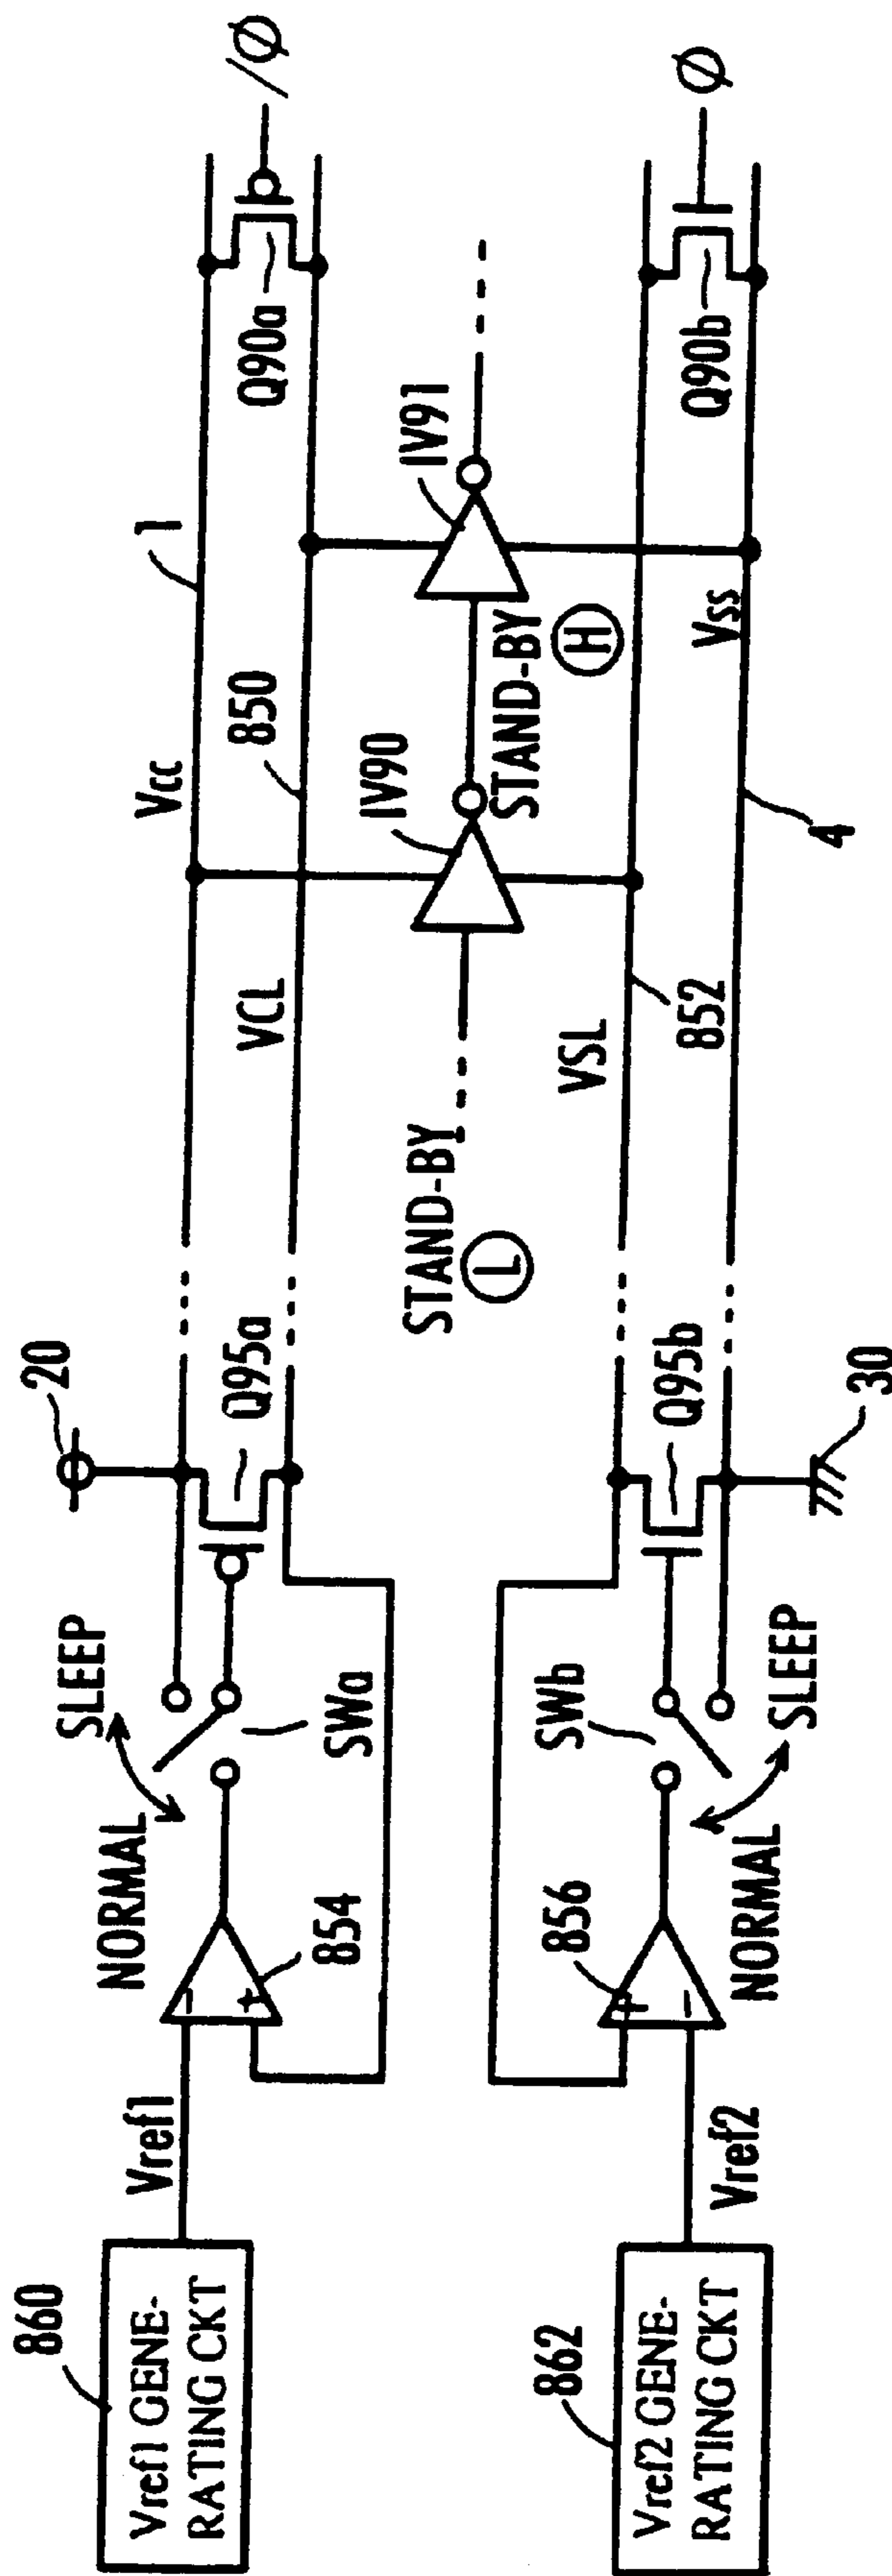 860
Vref1 GENE-
RATING CKT
Vref1
854
NORMAL
SLEEP
SWa
20
Q95a
Vcc
1
VCL
850
Q90a
/Ø
STAND-BY
L
IV90
STAND-BY
H
IV91
862
Vref2 GENE-
RATING CKT
Vref2
856
NORMAL
SLEEP
SWb
Q95b
30
VSL
852
4
Vss
Q90b
Ø